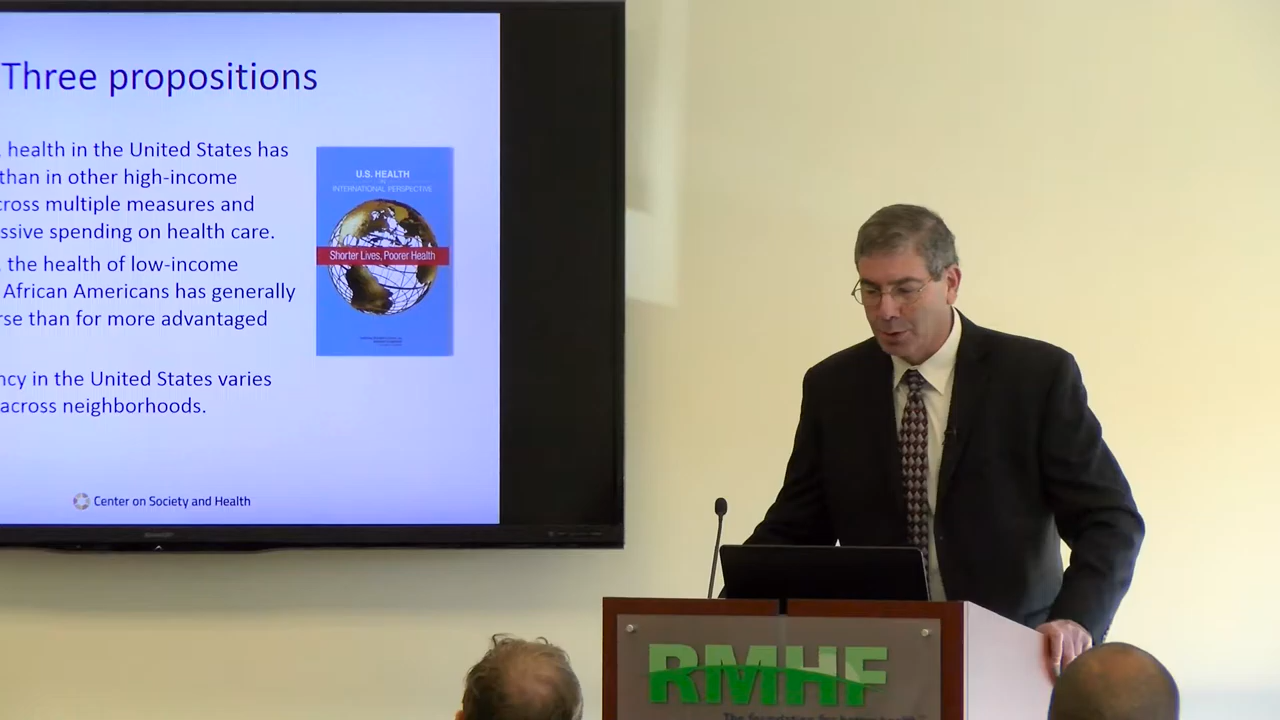 Three propositions
health in the United States has
than in other high-income
cross multiple measures and
ssive spending on health care.
the health of low-income
African Americans has generally
rse than for more advantaged
ncy in the United States varies
across neighborhoods.
U.S. HEALTH
IN
INTERNATIONAL PERSPECTIVE
Shorter Lives, Poorer Health
Center on Society and Health
SHARP
RMHF